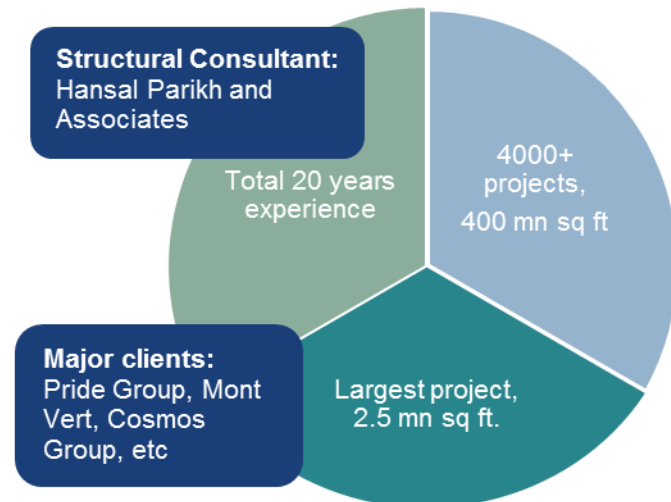 Structural Consultant:
Hansal Parikh and
Associates
Total 20 years
experience
4000+
projects,
400 mn sq ft
Major clients:
Pride Group, Mont
Vert, Cosmos
Group, etc
Largest project,
2.5 mn sq ft.